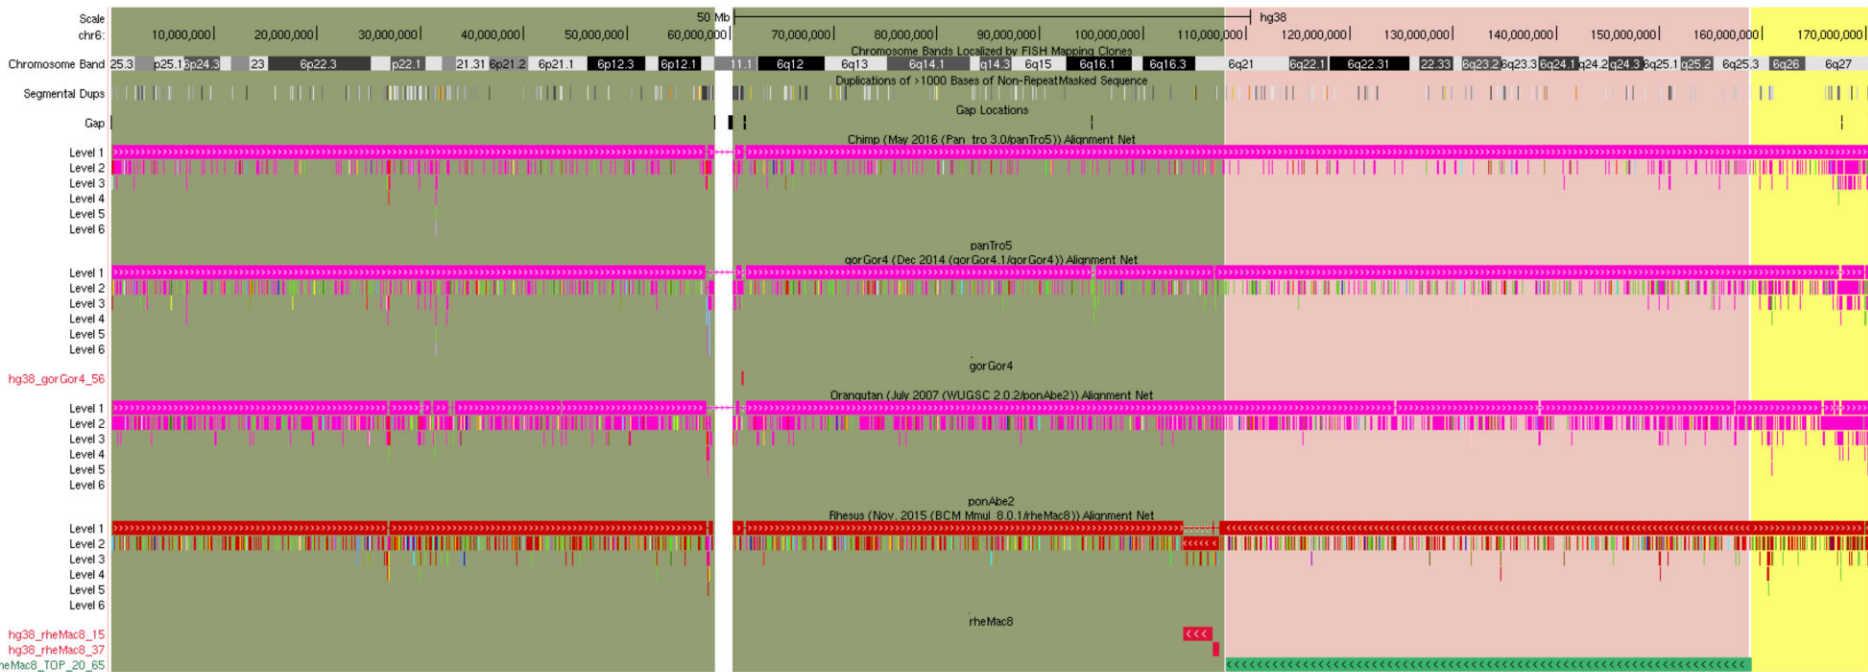 Scale 50 Mb hg38
chr6: 10,000,000 20,000,000 30,000,000 40,000,000 50,000,000 60,000,000 70,000,000 80,000,000 90,000,000 100,000,000 110,000,000 120,000,000 130,000,000 140,000,000 150,000,000 160,000,000 170,000,000
Chromosome Bands Localized by FISH Mapping Clones
Chromosome Band 25.3 p25.1 6p24.3 23 6p22.3 p22.1 21.31 6p21.2 6p21.1 6p12.3 6p12.1 11.1 6q12 6q13 6q14.1 q14.3 6q15 6q16.1 6q16.3 6q21 6q22.1 6q22.31 22.33 6q23.2 6q23.3 6q24.1 q24.2 q24.3 6q25.1 q25.2 6q25.3 6q26 6q27
Duplications of >1000 Bases of Non-RepeatMasked Sequence
Segmental Dups
Gap Locations
Gap
Chimp (May 2016 (Pan_tro 3.0/panTro5)) Alignment Net
Level 1
Level 2
Level 3
Level 4
Level 5
Level 6
panTro5
gorGor4 (Dec 2014 (gorGor4.1/gorGor4)) Alignment Net
Level 1
Level 2
Level 3
Level 4
Level 5
Level 6
gorGor4
hg38_gorGor4_56
Orangutan (July 2007 (WUGSC 2.0.2/ponAbe2)) Alignment Net
Level 1
Level 2
Level 3
Level 4
Level 5
Level 6
ponAbe2
Rhesus (Nov. 2015 (BCM Mmul_8.0.1/rheMac8)) Alignment Net
Level 1
Level 2
Level 3
Level 4
Level 5
Level 6
rheMac8
hg38_rheMac8_15
hg38_rheMac8_37
heMac8_TOP_20_65